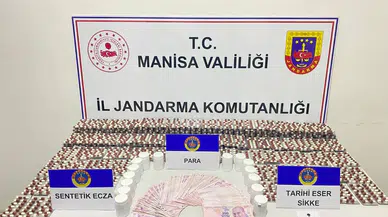 T.C.
MANİSA VALİLİĞİ
İL JANDARMA KOMUTANLIĞI
PARA
SENTETİK ECZA
TARİHİ ESER
SİKKE